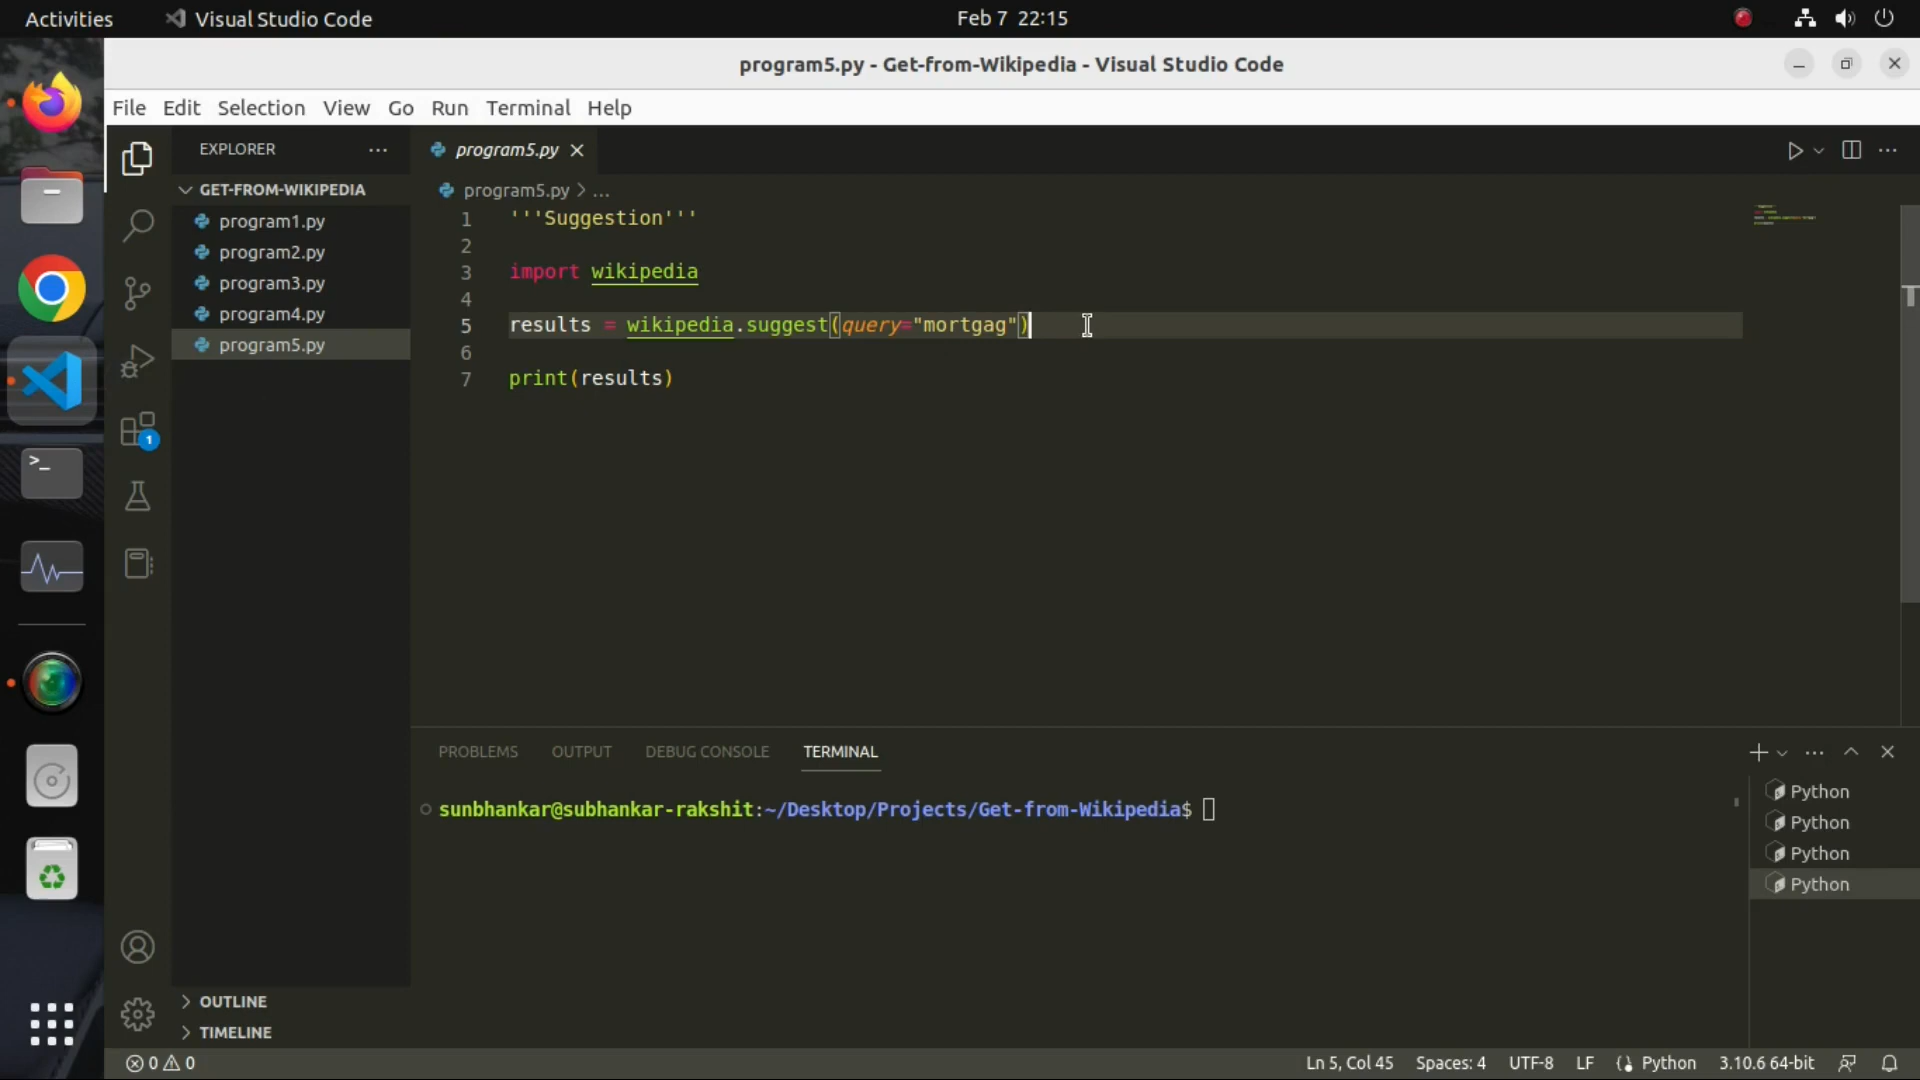 Activities Visual Studio Code Feb 7 22:15
program5.py - Get-from-Wikipedia - Visual Studio Code
File Edit Selection View Go Run Terminal Help
EXPLORER
GET-FROM-WIKIPEDIA
program1.py
program2.py
program3.py
program4.py
program5.py
OUTLINE
TIMELINE
program5.py
program5.py > ...
1 '''Suggestion'''
2
3 import wikipedia
4
5 results = wikipedia.suggest(query="mortgag")
6
7 print(results)
PROBLEMS OUTPUT DEBUG CONSOLE TERMINAL
sunbhankar@subhankar-rakshit:~/Desktop/Projects/Get-from-Wikipedia$
Python
Python
Python
Python
1
0 0 Ln 5, Col 45 Spaces: 4 UTF-8 LF Python 3.10.6 64-bit